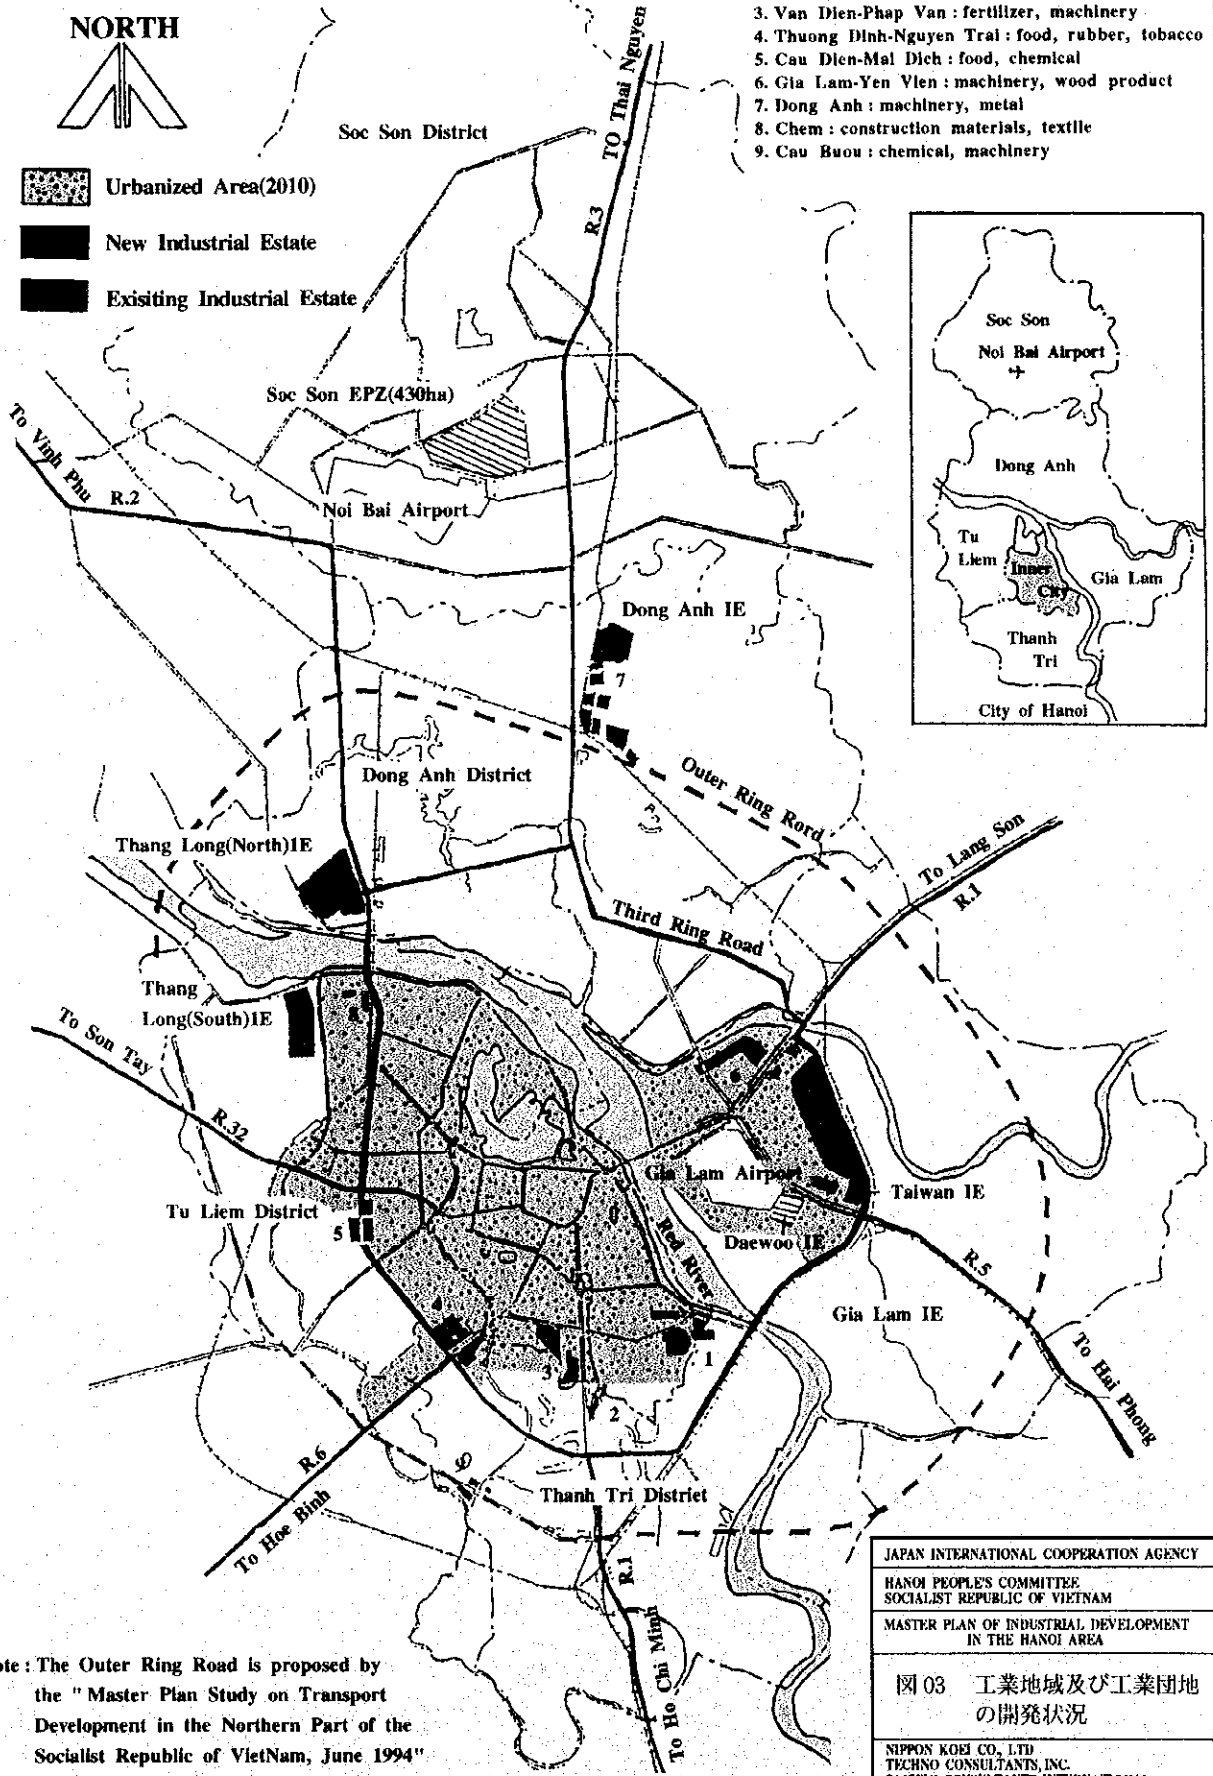 NORTH
3. Van Dien-Phap Van : fertilizer, machinery
4. Thuong Dinh-Nguyen Trai : food, rubber, tobacco
5. Cau Dien-Mai Dich : food, chemical
6. Gia Lam-Yen Vien : machinery, wood product
7. Dong Anh : machinery, metal
8. Chem : construction materials, textile
9. Cau Buou : chemical, machinery
Urbanized Area(2010)
New Industrial Estate
Exisiting Industrial Estate
Soc Son District
TO Thai Nguyen
R.3
Soc Son
Noi Bai Airport
Dong Anh
Tu
Liem
Inner
City
Gia Lam
Thanh
Tri
City of Hanoi
Soc Son EPZ(430ha)
To Vinh Phu
R.2
Noi Bai Airport
Dong Anh IE
7
Outer Ring Rord
Dong Anh District
Thang Long(North)IE
To Lang Son
R.1
Third Ring Road
Thang
Long(South)IE
8
6
To Son Tay
R.32
Gia Lam Airport
Taiwan IE
Tu Liem District
5
Red River
Daewoo IE
R.5
Gia Lam IE
To Hai Phong
4
3
1
2
R.6
To Hoe Binh
9
Thanh Tri Distriet
R.1
To Ho Chi Minh
: The Outer Ring Road is proposed by
the " Master Plan Study on Transport
Development in the Northern Part of the
Socialist Republic of VietNam, June 1994"
JAPAN INTERNATIONAL COOPERATION AGENCY
HANOI PEOPLE'S COMMITTEE
SOCIALIST REPUBLIC OF VIETNAM
MASTER PLAN OF INDUSTRIAL DEVELOPMENT
IN THE HANOI AREA
図 03 工業地域及び工業団地
の開発状況
NIPPON KOEI CO., LTD
TECHNO CONSULTANTS, INC.